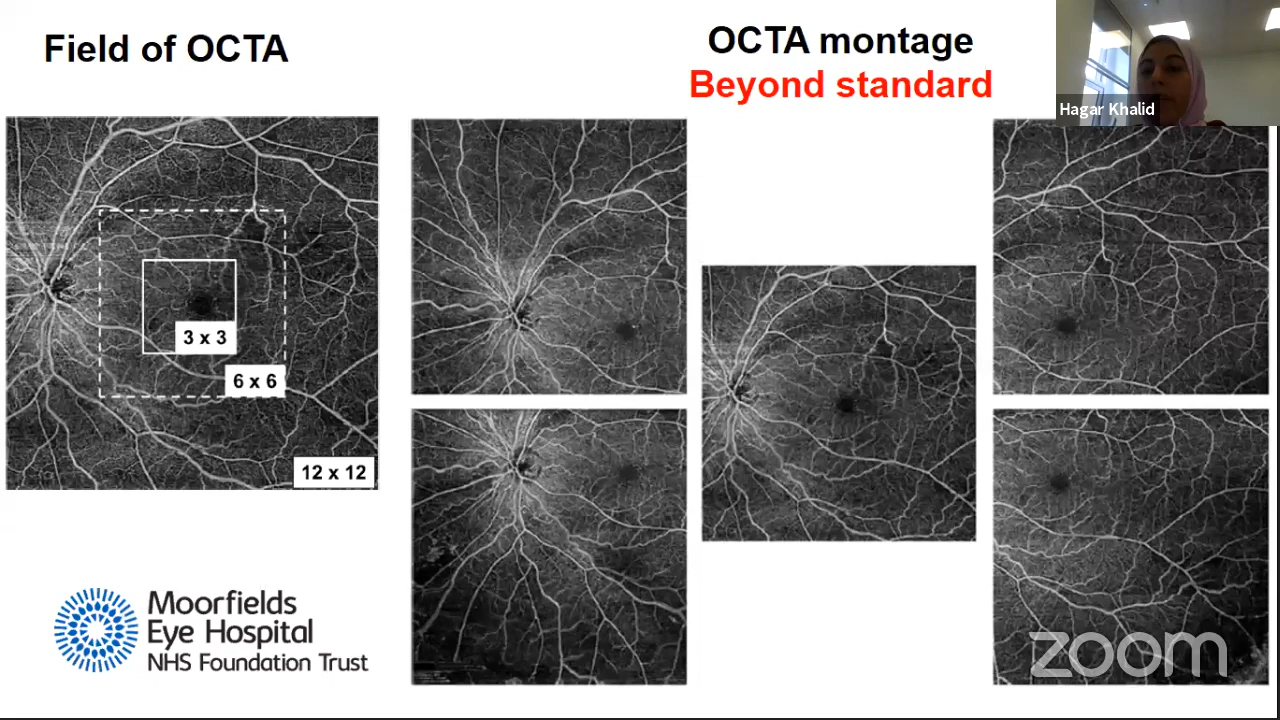 Field of OCTA
OCTA montage
Beyond standard
Hagar Khalid
3 x 3
6 x 6
12 x 12
Moorfields
Eye Hospital
NHS Foundation Trust
zoom